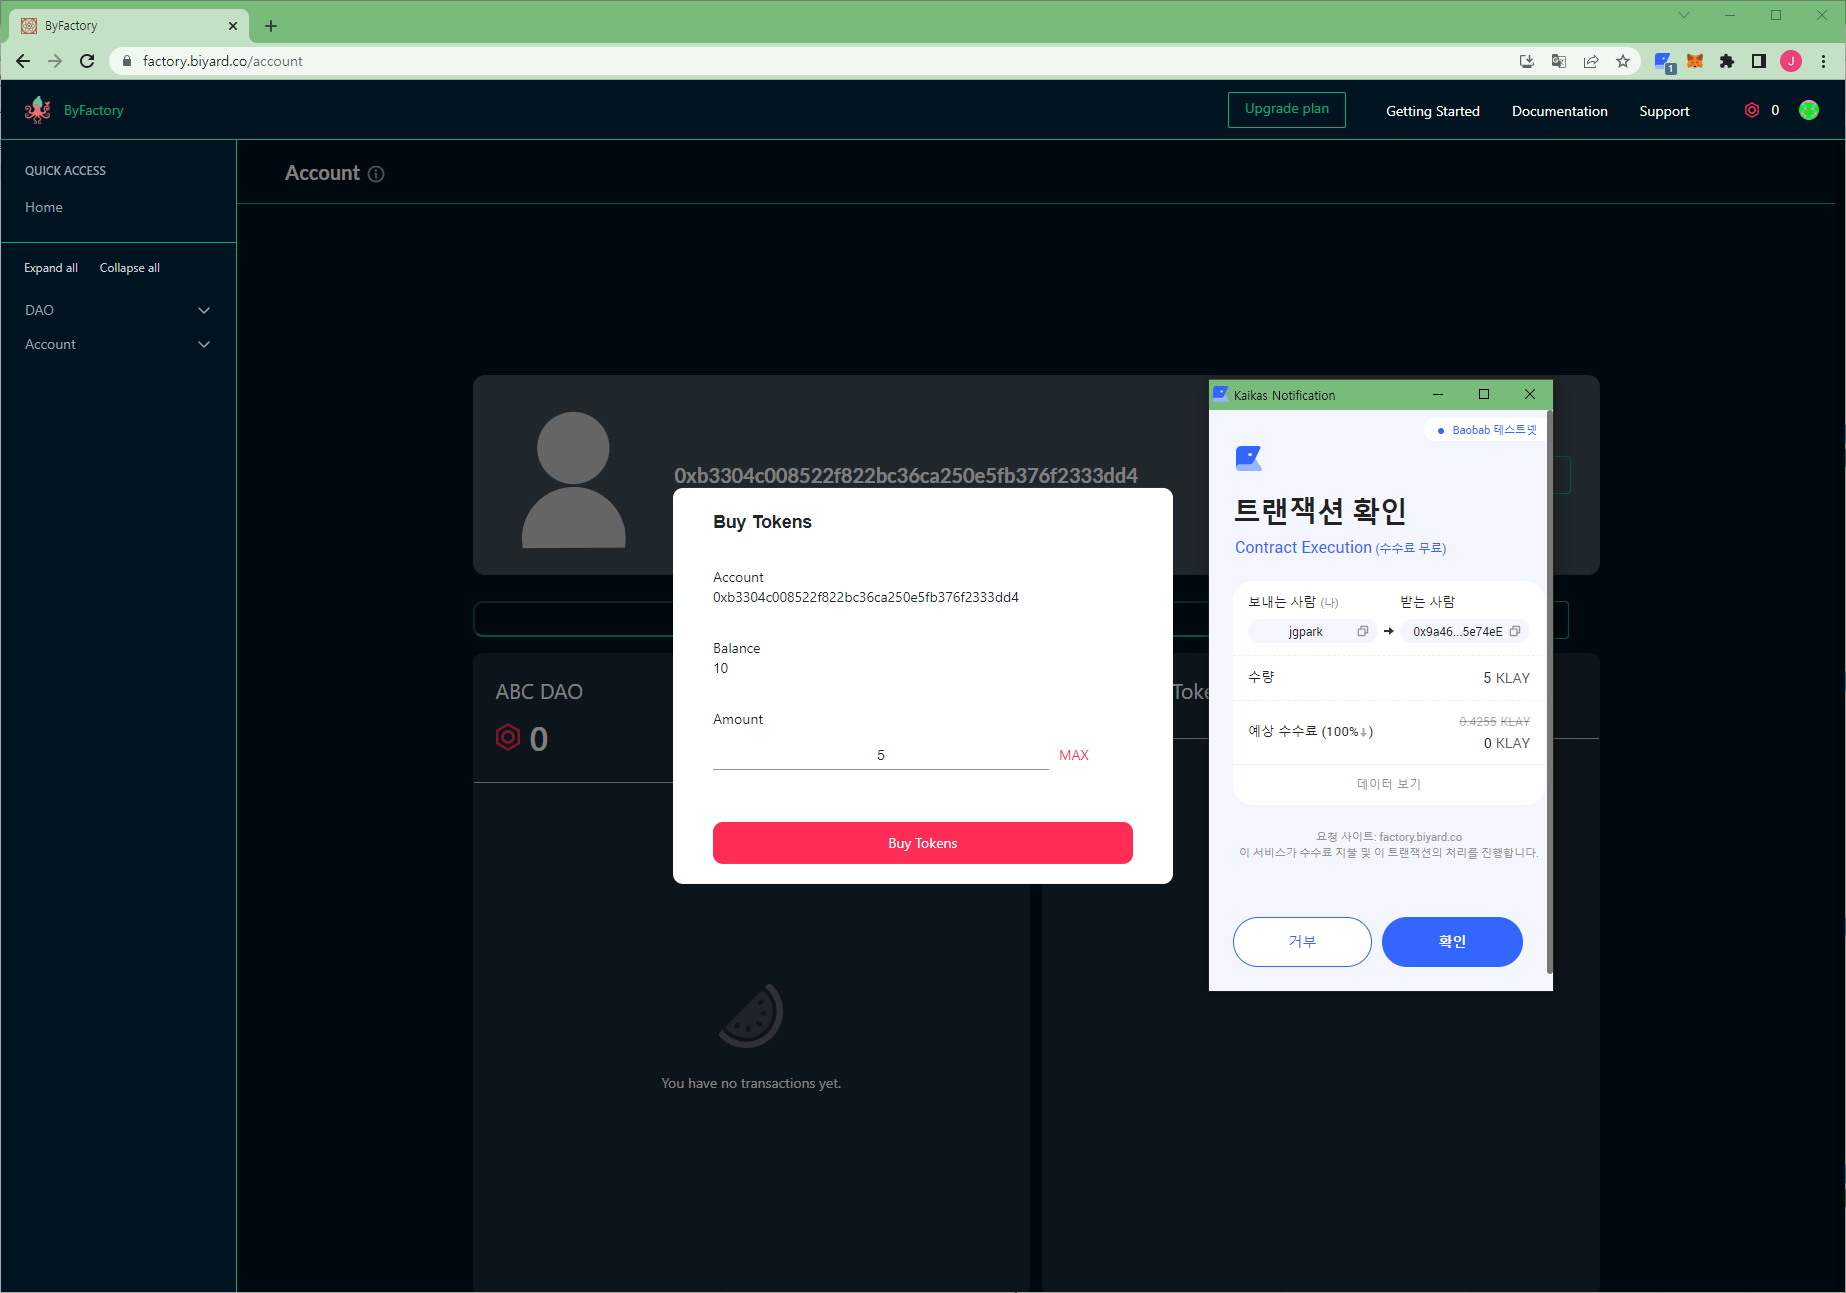 ByFactory
factory.biyard.co/account
1
J
ByFactory
Upgrade plan
Getting Started
Documentation
Support
0
QUICK ACCESS
Home
Expand all
Collapse all
DAO
Account
Account
0xb3304c008522f822bc36ca250e5fb376f2333dd4
ABC DAO
0
Toke
You have no transactions yet.
Buy Tokens
Account
0xb3304c008522f822bc36ca250e5fb376f2333dd4
Balance
10
Amount
5
MAX
Buy Tokens
Kaikas Notification
Baobab 테스트넷
트랜잭션 확인
Contract Execution (수수료 무료)
보내는 사람 (나)
받는 사람
jgpark
0x9a46...5e74eE
수량
5 KLAY
예상 수수료 (100%↓)
0.4255 KLAY
0 KLAY
데이터 보기
요청 사이트: factory.biyard.co
이 서비스가 수수료 지불 및 이 트랜잭션의 처리를 진행합니다.
거부
확인